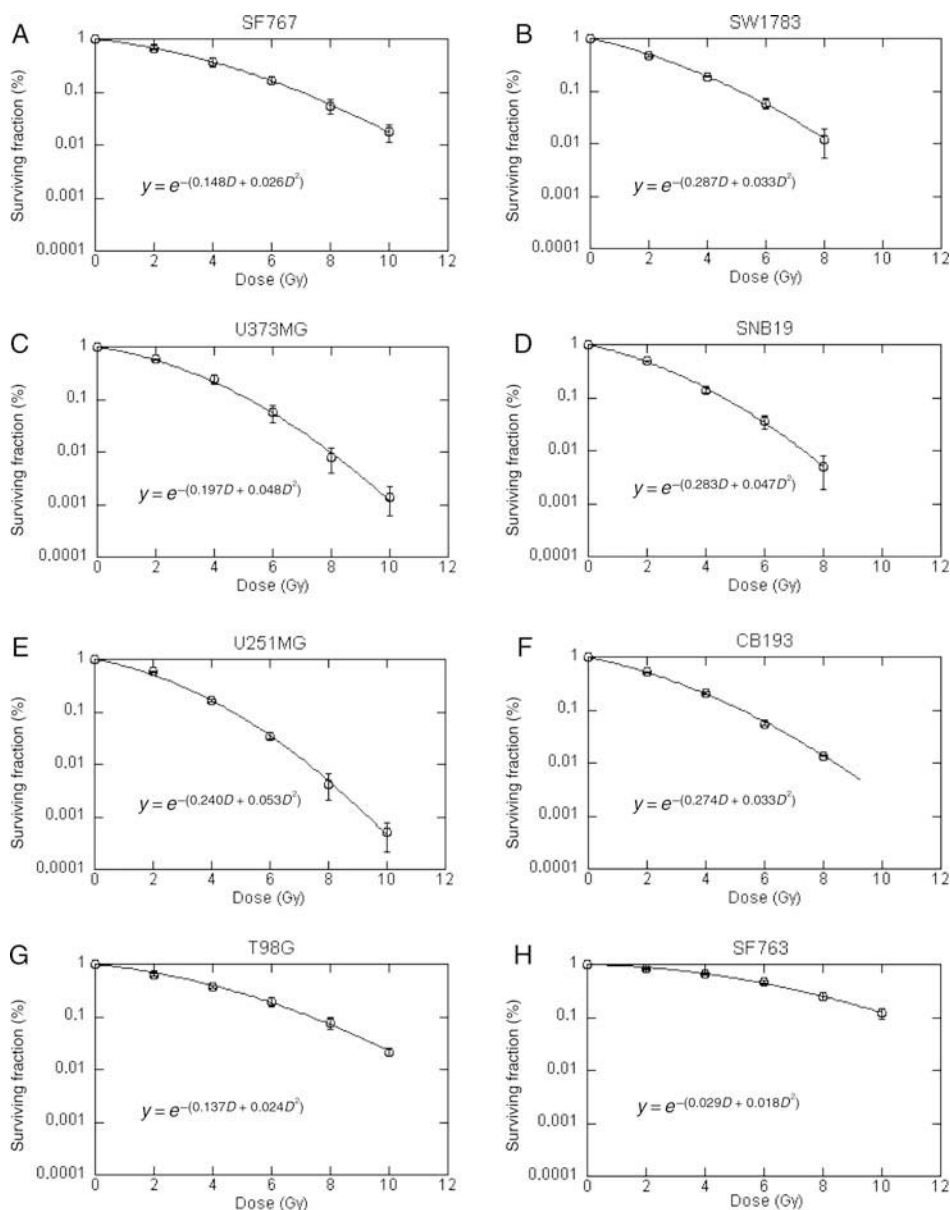 A
SF767
Surviving fraction (%)
1
0.1
0.01
0.001
0.0001
y = e^–(0.148D + 0.026D²)
0 2 4 6 8 10 12
Dose (Gy)
B
SW1783
Surviving fraction (%)
1
0.1
0.01
0.001
0.0001
y = e^–(0.287D + 0.033D²)
0 2 4 6 8 10 12
Dose (Gy)
C
U373MG
Surviving fraction (%)
1
0.1
0.01
0.001
0.0001
y = e^–(0.197D + 0.048D²)
0 2 4 6 8 10 12
Dose (Gy)
D
SNB19
Surviving fraction (%)
1
0.1
0.01
0.001
0.0001
y = e^–(0.283D + 0.047D²)
0 2 4 6 8 10 12
Dose (Gy)
E
U251MG
Surviving fraction (%)
1
0.1
0.01
0.001
0.0001
y = e^–(0.240D + 0.053D²)
0 2 4 6 8 10 12
Dose (Gy)
F
CB193
Surviving fraction (%)
1
0.1
0.01
0.001
0.0001
y = e^–(0.274D + 0.033D²)
0 2 4 6 8 10 12
Dose (Gy)
G
T98G
Surviving fraction (%)
1
0.1
0.01
0.001
0.0001
y = e^–(0.137D + 0.024D²)
0 2 4 6 8 10 12
Dose (Gy)
H
SF763
Surviving fraction (%)
1
0.1
0.01
0.001
0.0001
y = e^–(0.029D + 0.018D²)
0 2 4 6 8 10 12
Dose (Gy)